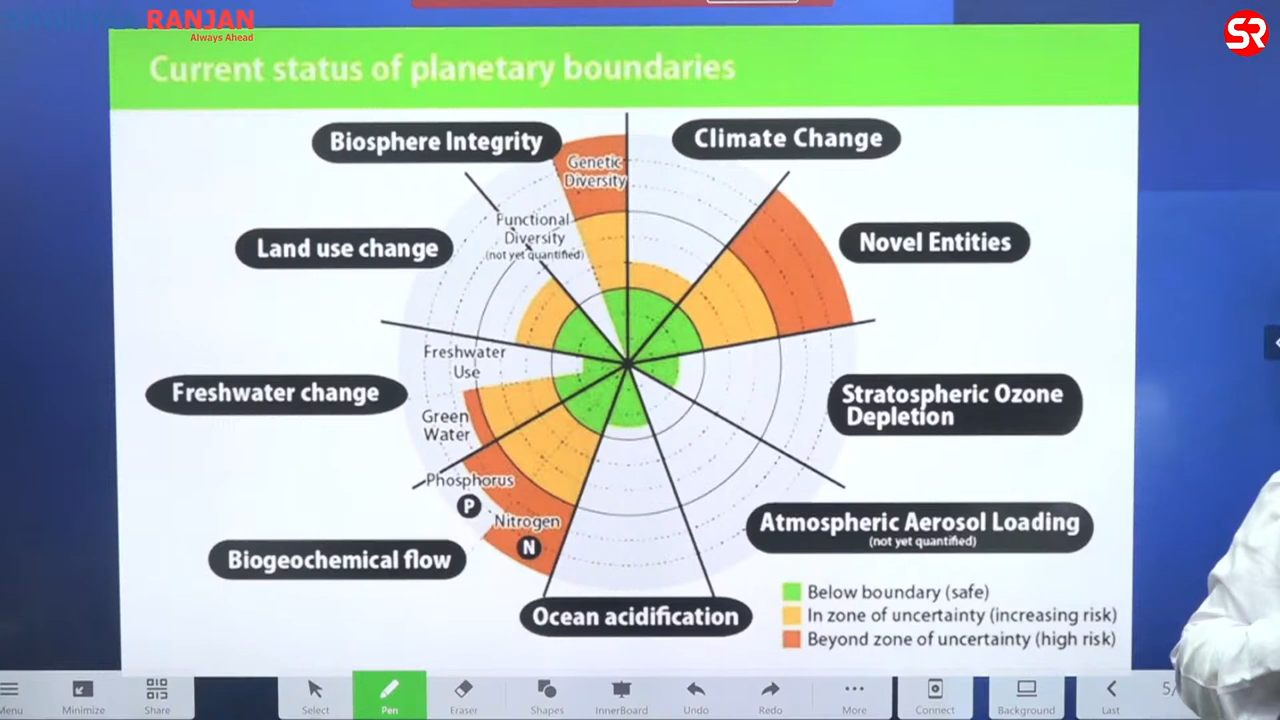 RANJAN
Always Ahead
SR
Current status of planetary boundaries
Biosphere Integrity
Climate Change
Genetic
Diversity
Functional
Diversity
(not yet quantified)
Land use change
Novel Entities
Freshwater
Use
Freshwater change
Green
Water
Stratospheric Ozone
Depletion
Phosphorus
P
Nitrogen
N
Atmospheric Aerosol Loading
(not yet quantified)
Biogeochemical flow
Ocean acidification
Below boundary (safe)
In zone of uncertainty (increasing risk)
Beyond zone of uncertainty (high risk)
Menu
Minimize
Share
Select
Pen
Eraser
Shapes
InnerBoard
Undo
Redo
More
Connect
Background
Last
5/